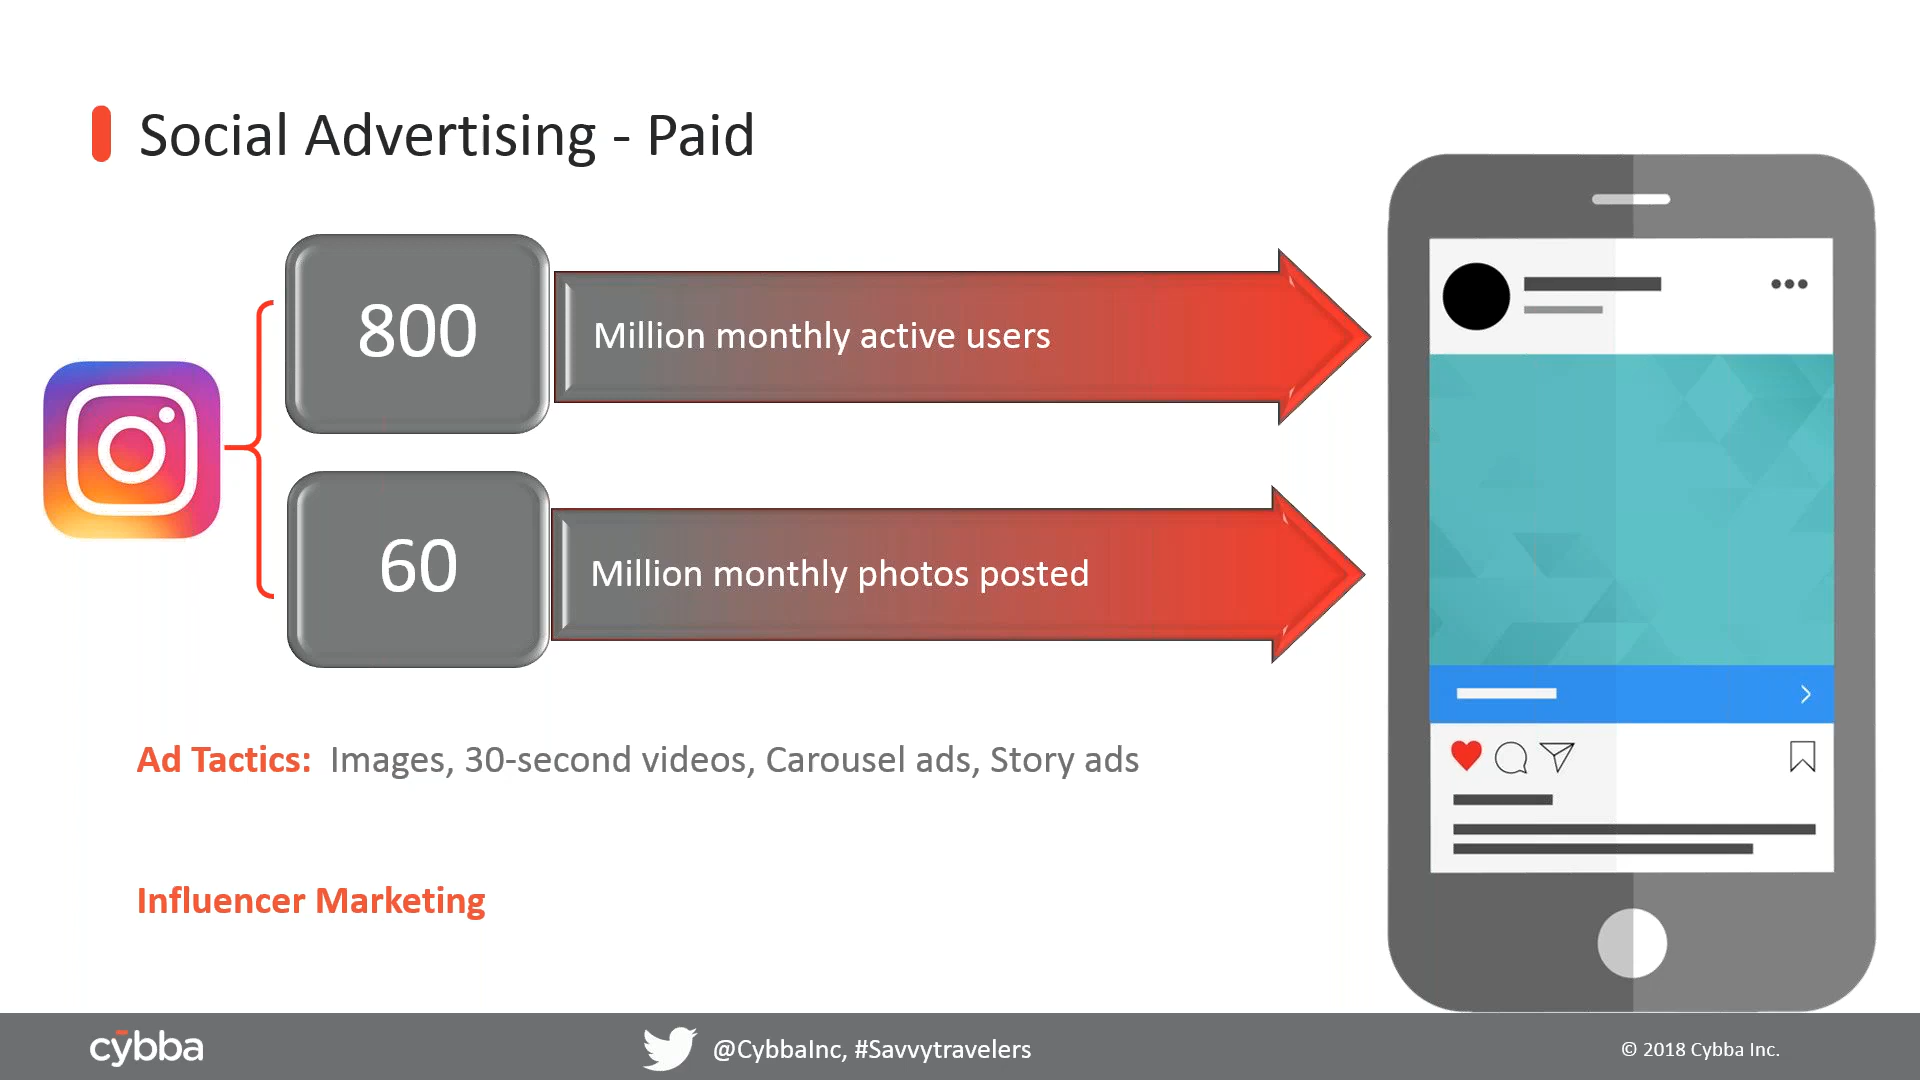 Social Advertising - Paid
800
Million monthly active users
60
Million monthly photos posted
Ad Tactics: Images, 30-second videos, Carousel ads, Story ads
Influencer Marketing
cybba
@CybbaInc, #Savvytravelers
© 2018 Cybba Inc.